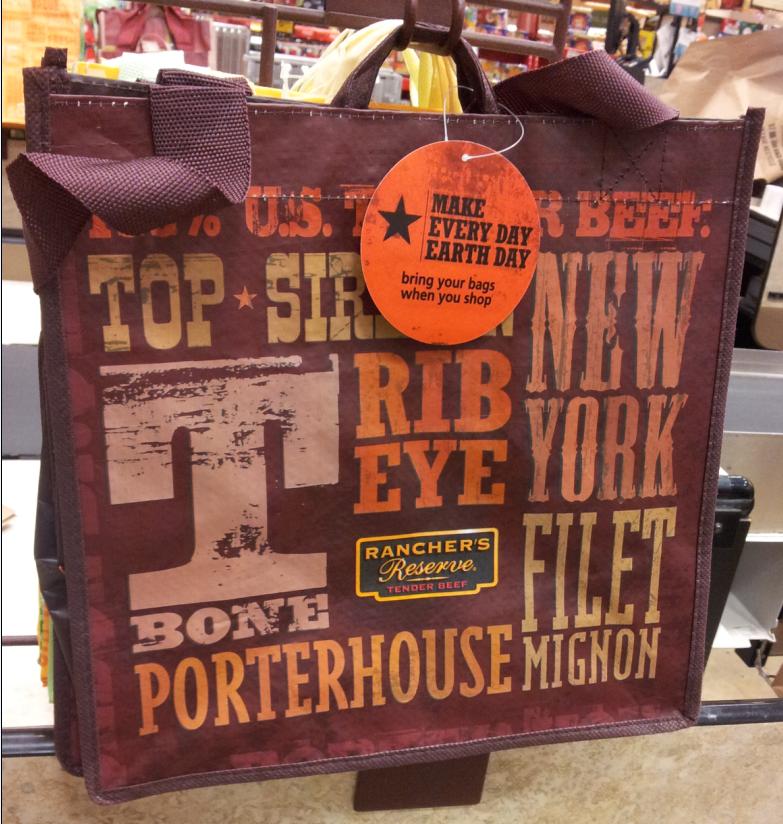 % U.S. BEEF.
MAKE
EVERY DAY
EARTH DAY
bring your bags
when you shop
TOP
NEW
YORK
T
BONE
RIB
EYE
RANCHER'S
Reserve®
TENDER BEEF
FILET
MIGNON
PORTERHOUSE